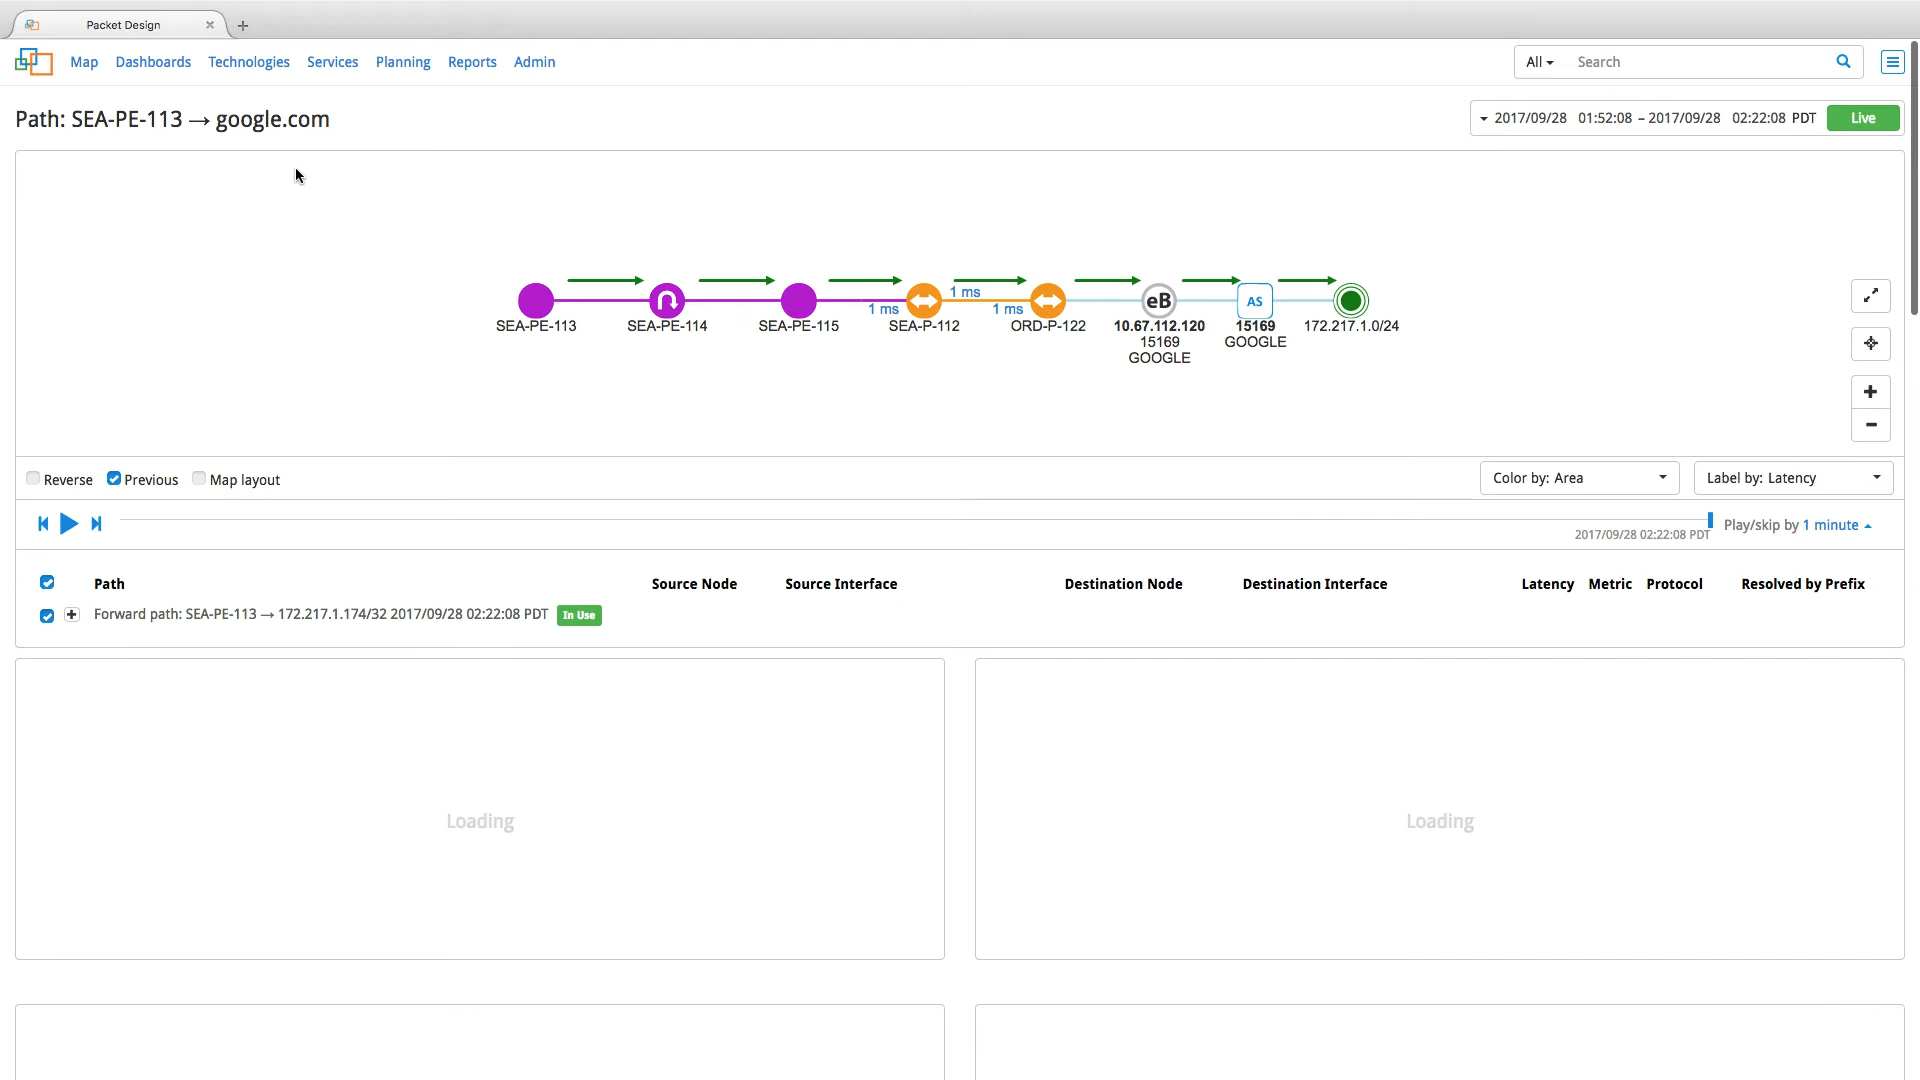 Packet Design
Map Dashboards Technologies Services Planning Reports Admin
All Search
Path: SEA-PE-113 → google.com
2017/09/28 01:52:08 – 2017/09/28 02:22:08 PDT Live
1 ms
1 ms 1 ms
eB AS
SEA-PE-113 SEA-PE-114 SEA-PE-115 SEA-P-112 ORD-P-122 10.67.112.120 15169 172.217.1.0/24
15169 GOOGLE
GOOGLE
Reverse Previous Map layout Color by: Area Label by: Latency
2017/09/28 02:22:08 PDT Play/skip by 1 minute
Path Source Node Source Interface Destination Node Destination Interface Latency Metric Protocol Resolved by Prefix
Forward path: SEA-PE-113 → 172.217.1.174/32 2017/09/28 02:22:08 PDT In Use
Loading Loading